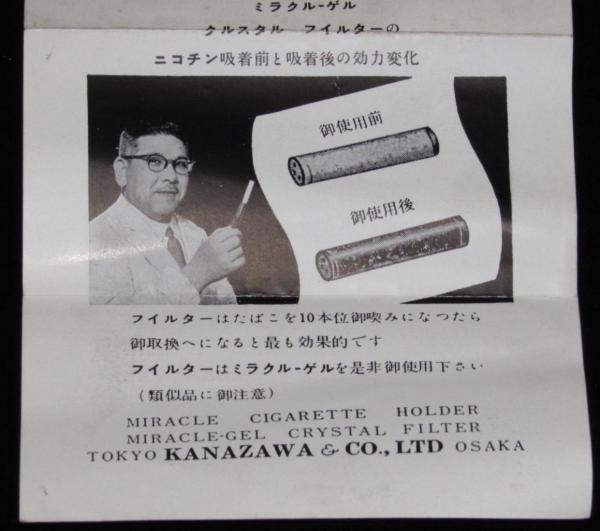 ミラクル-ゲル
クルスタル フイルターの
ニコチン吸着前と吸着後の効力変化
御使用前
御使用後
フイルターはたばこを10本位御喫みになつたら
御取換へになると最も効果的です
フイルターはミラクル-ゲルを是非御使用下さい
(類似品に御注意)
MIRACLE CIGARETTE HOLDER
MIRACLE-GEL CRYSTAL FILTER
TOKYO KANAZAWA & CO., LTD OSAKA